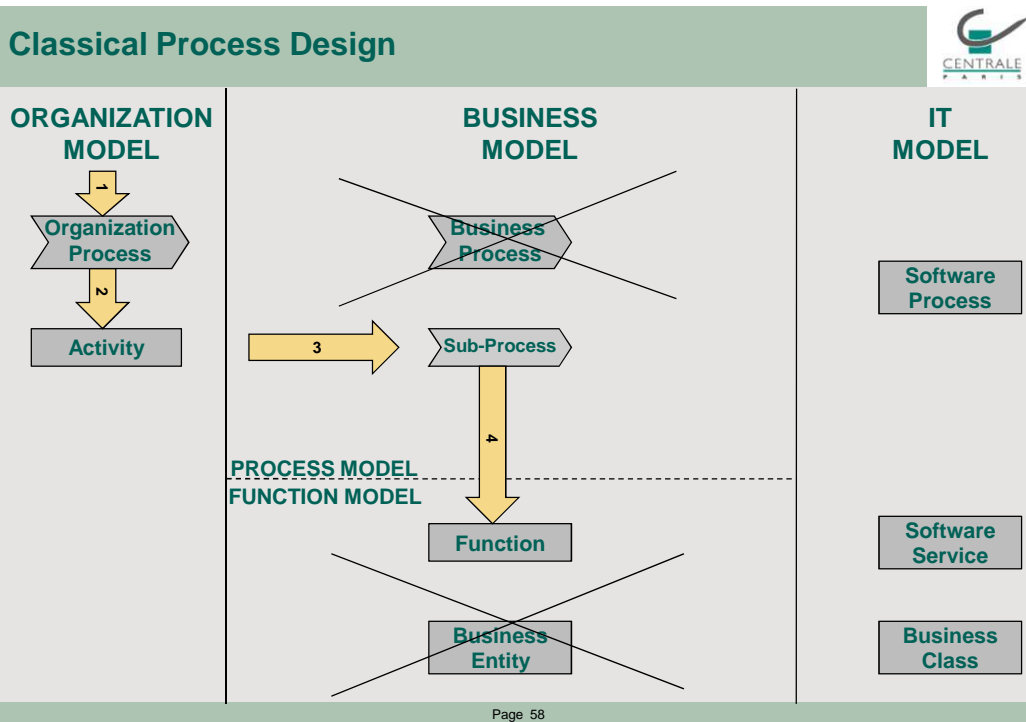 Classical Process Design
CENTRALE
PARIS
ORGANIZATION
MODEL
1
Organization
Process
2
Activity
BUSINESS
MODEL
Business
Process
3
Sub-Process
4
PROCESS MODEL
FUNCTION MODEL
Function
Business
Entity
IT
MODEL
Software
Process
Software
Service
Business
Class
Page 58